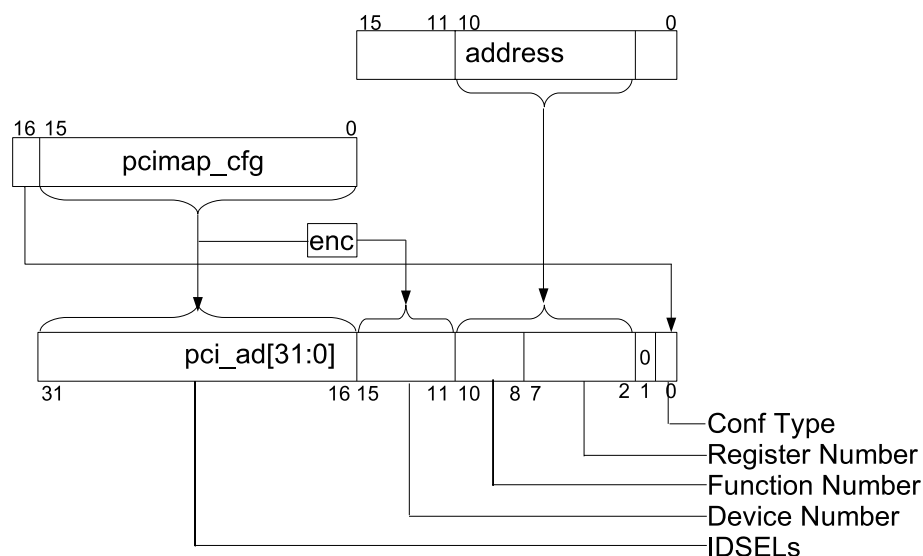 15 11 10 0
address
16 15 0
pcimap_cfg
enc
pci_ad[31:0] 0
31 16 15 11 10 8 7 2 1 0
Conf Type
Register Number
Function Number
Device Number
IDSELs